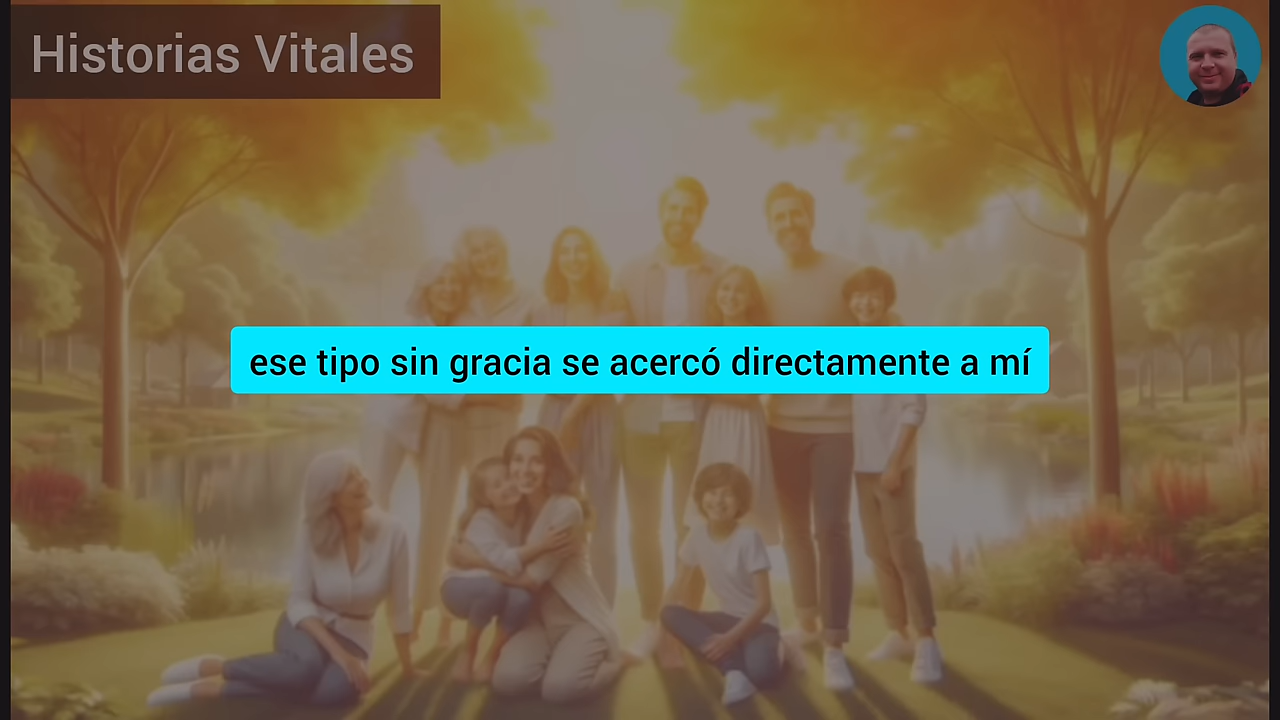 Historias Vitales
ese tipo sin gracia se acercó directamente a mí